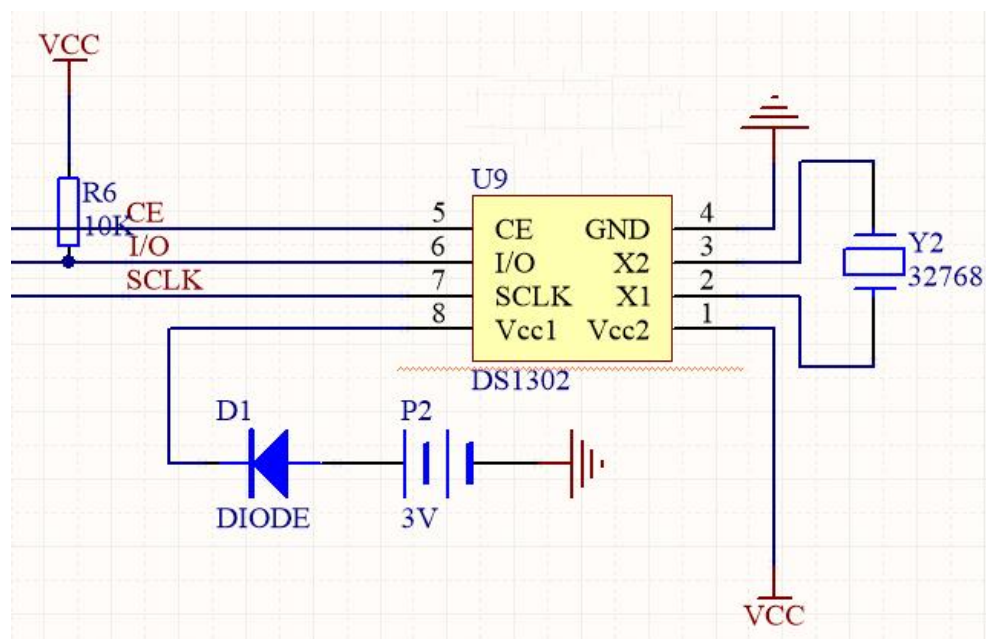 VCC
U9
R6
10K
CE
I/O
SCLK
5
6
7
8
CE
I/O
SCLK
Vcc1
GND
X2
X1
Vcc2
4
3
2
1
Y2
32768
DS1302
D1
DIODE
P2
3V
VCC